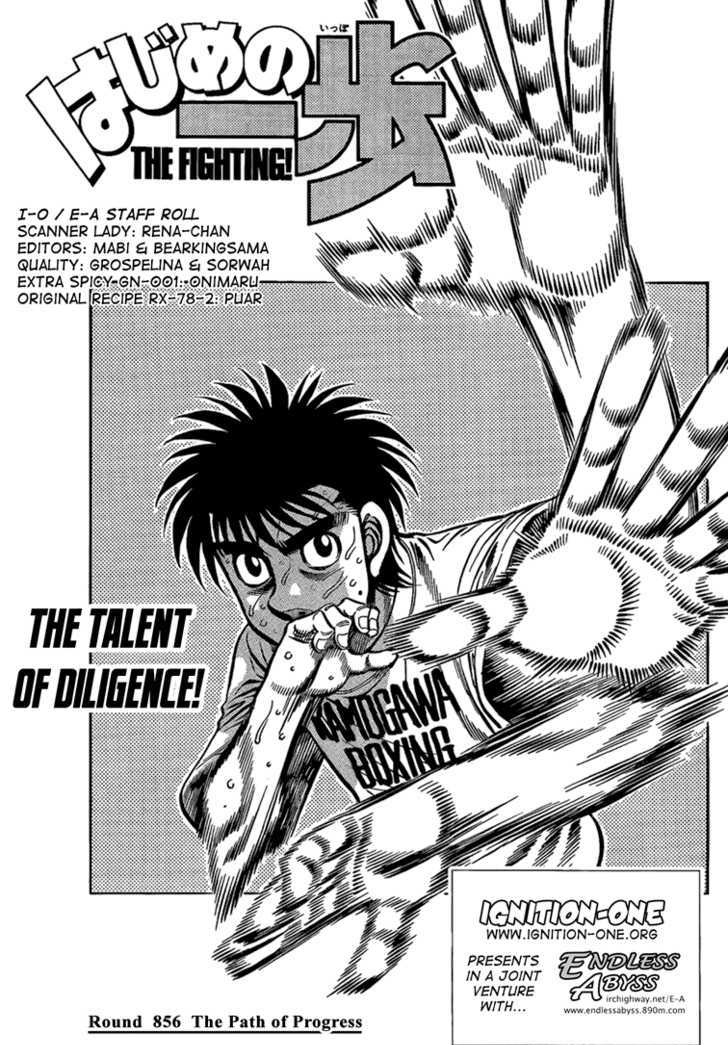 はじめの
一歩
いっぽ
THE FIGHTING!
I-O / E-A STAFF ROLL
SCANNER LADY: RENA-CHAN
EDITORS: MABI & BEARKINGSAMA
QUALITY: GROSPELINA & SORWAH
EXTRA SPICY GN-001: ONIMARU
ORIGINAL RECIPE RX-78-2: PUAR
THE TALENT
OF DILIGENCE!
KAMOGAWA
BOXING
IGNITION-ONE
WWW.IGNITION-ONE.ORG
PRESENTS
IN A JOINT
VENTURE
WITH...
ENDLESS
ABYSS
irchighway.net/E-A
www.endlessabyss.890m.com
Round 856 The Path of Progress